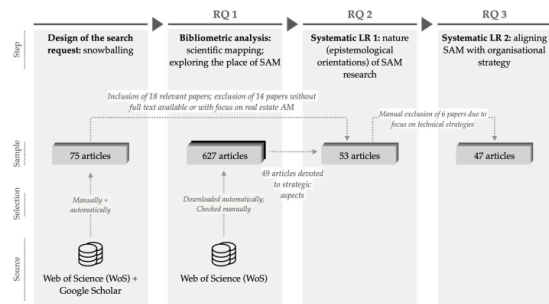 RQ 1
RQ 2
RQ 3
Step
Design of the search
request: snowballing
Bibliometric analysis:
scientific mapping;
exploring the place of SAM
Systematic LR 1: nature
(epistemological
orientations) of SAM
research
Systematic LR 2: aligning
SAM with organisational
strategy
Inclusion of 18 relevant papers; exclusion of 14 papers without
full text available or with focus on real estate AM
Manual exclusion of 6 papers due to
focus on technical strategies
Sample
75 articles
627 articles
53 articles
47 articles
49 articles devoted
to strategic
aspects
Selection
Manually +
automatically
Downloaded automatically;
Checked manually
Source
Web of Science (WoS) +
Google Scholar
Web of Science (WoS)